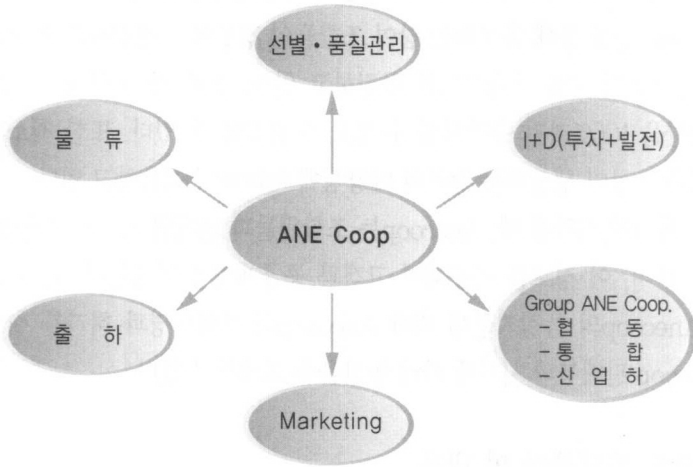 선별・품질관리
물 류
I+D(투자+발전)
ANE Coop
출 하
Group ANE Coop.
- 협 동
- 통 합
- 산 업 하
Marketing